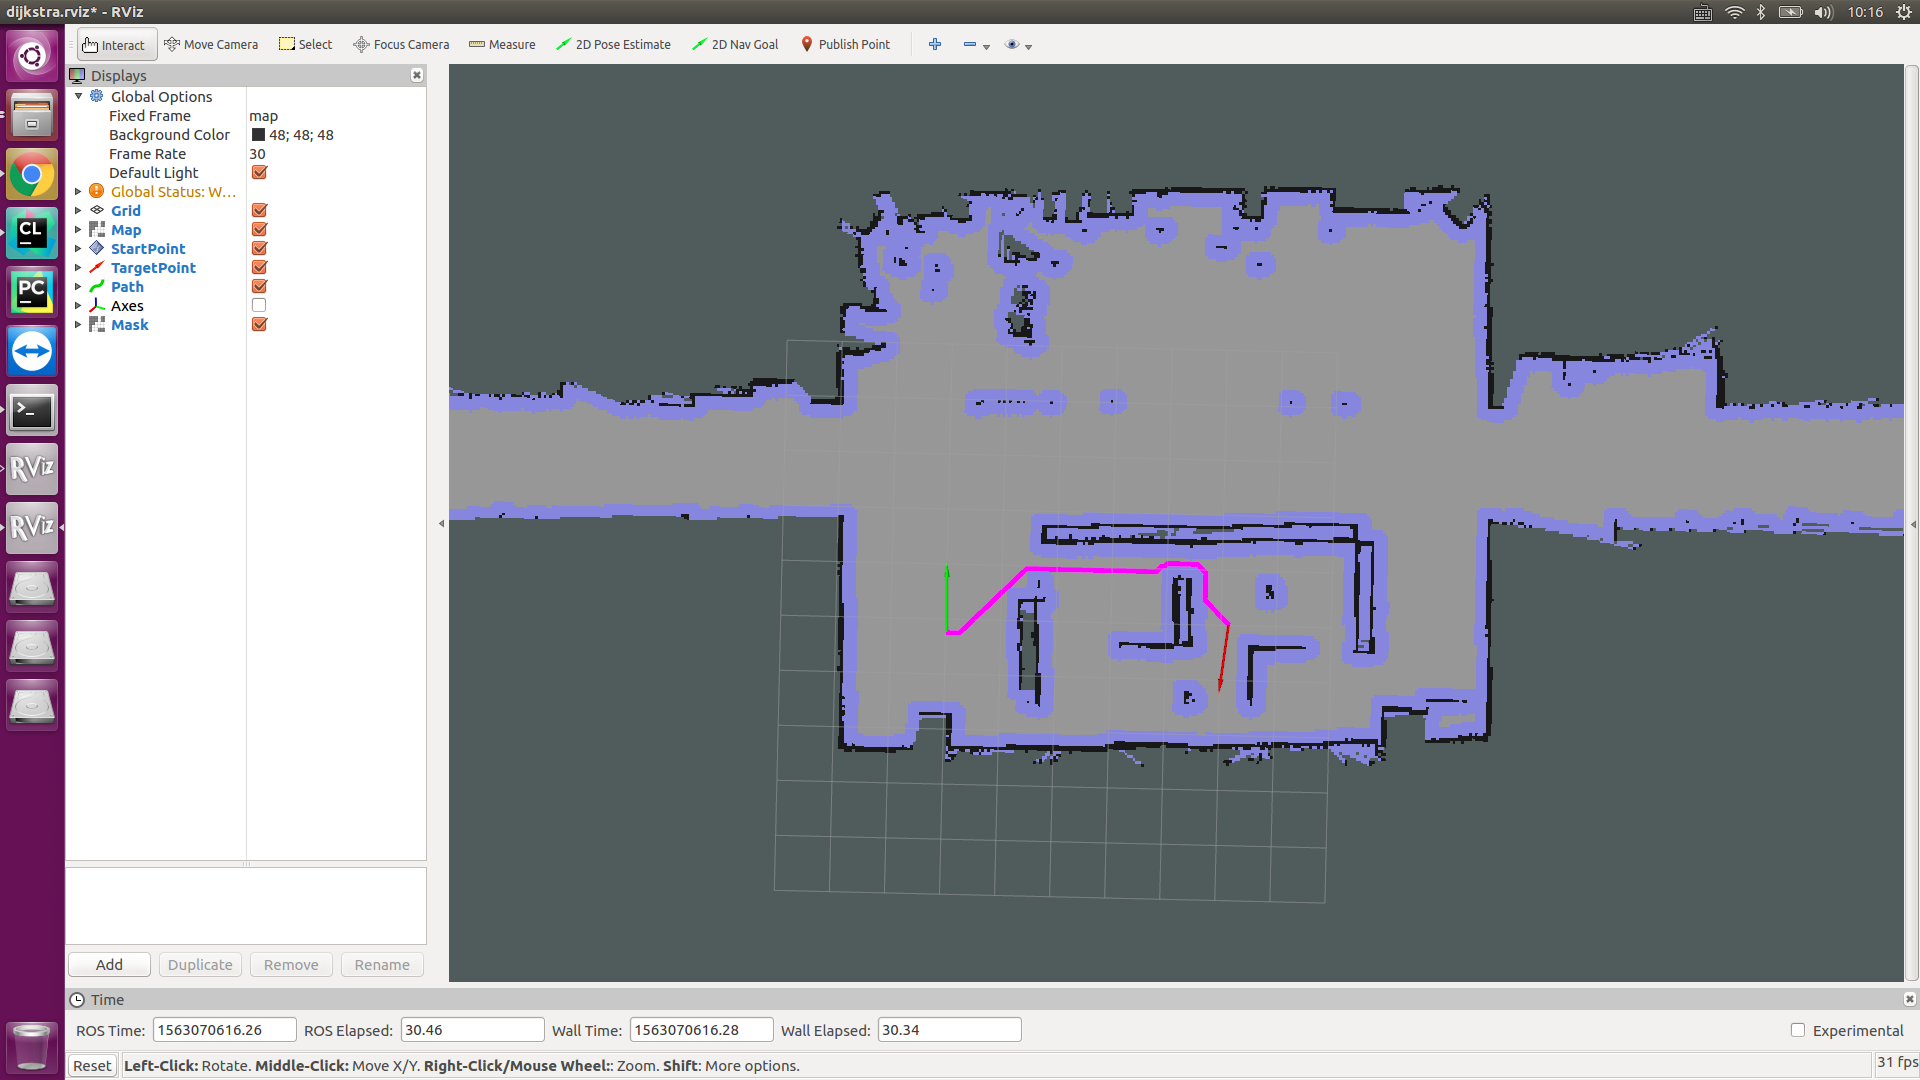 dijkstra.rviz* - RViz
10:16
Interact
Move Camera
Select
Focus Camera
Measure
2D Pose Estimate
2D Nav Goal
Publish Point
Displays
Global Options
Fixed Frame map
Background Color 48; 48; 48
Frame Rate 30
Default Light
Global Status: W...
Grid
Map
StartPoint
TargetPoint
Path
Axes
Mask
CL
PC
RViz
RViz
Add Duplicate Remove Rename
Time
ROS Time: 1563070616.26 ROS Elapsed: 30.46 Wall Time: 1563070616.28 Wall Elapsed: 30.34 Experimental
Reset Left-Click: Rotate. Middle-Click: Move X/Y. Right-Click/Mouse Wheel:: Zoom. Shift: More options. 31 fps